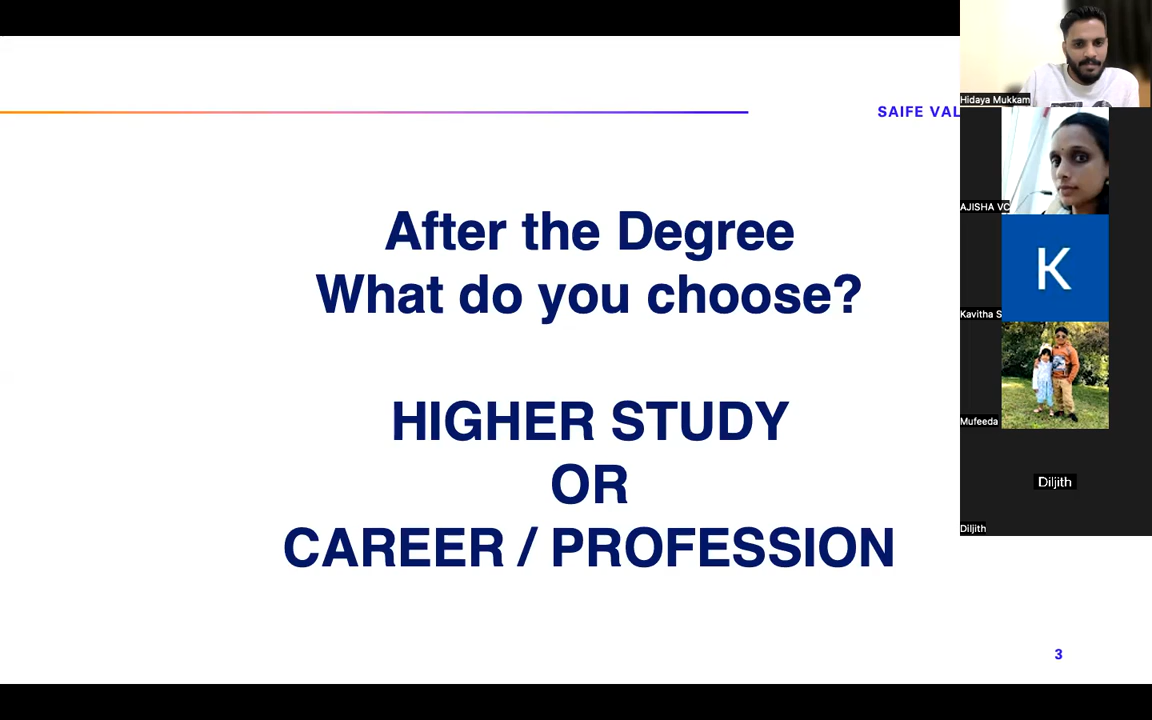 SAIFE VAL
After the Degree
What do you choose?
HIGHER STUDY
OR
CAREER / PROFESSION
3
Hidaya Mukkam
AJISHA VC
K
Kavitha S
Mufeeda
Diljith
Diljith